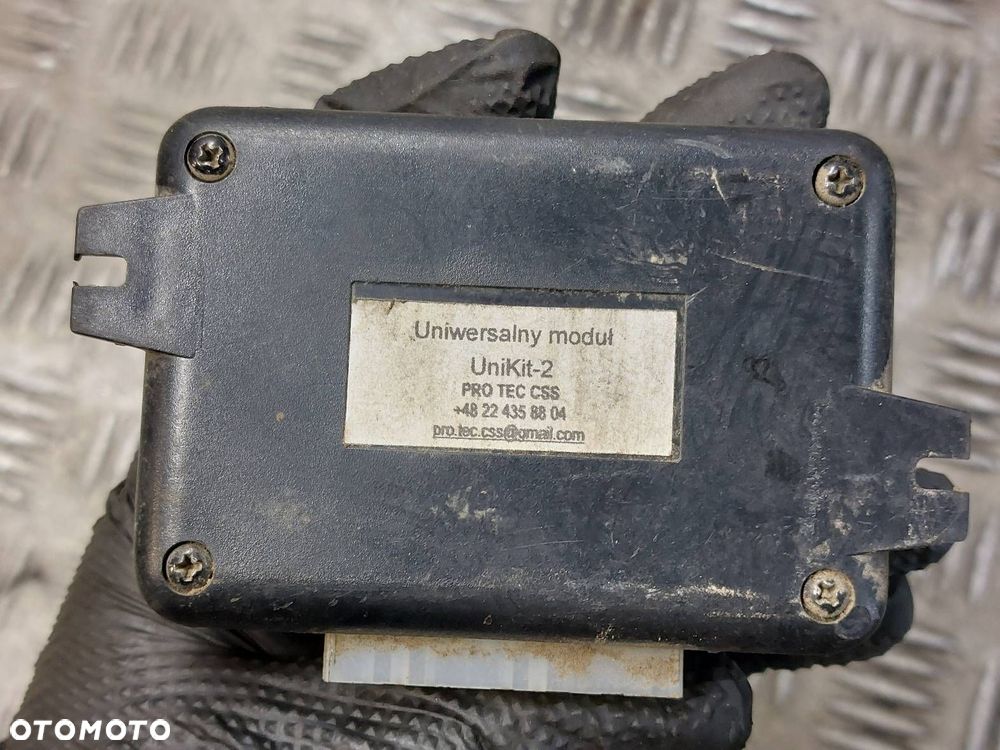 Uniwersalny moduł
UniKit-2
PRO TEC CSS
+48 22 435 88 04
pro.tec.css@gmail.com
OTOMOTO